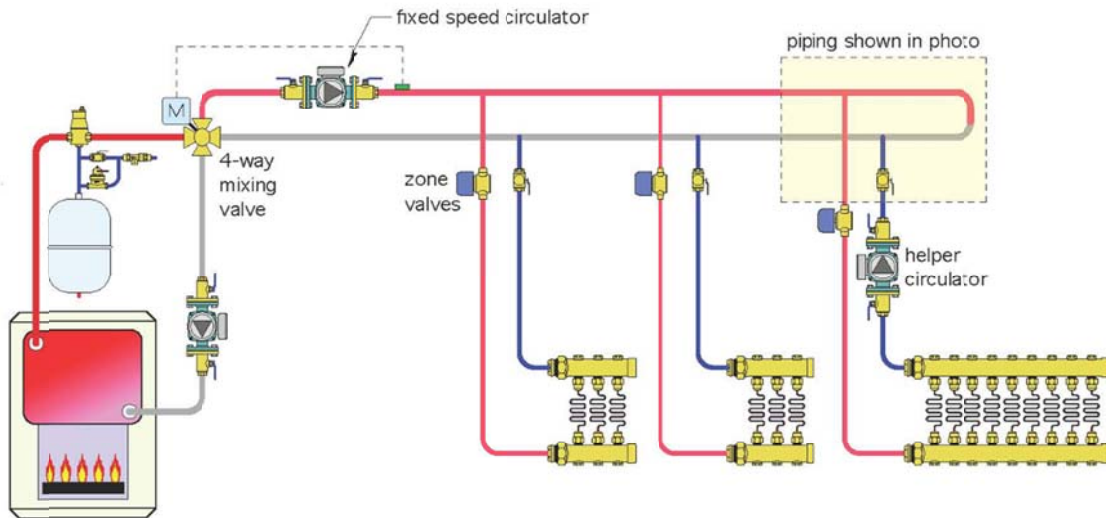 fixed speed circulator
piping shown in photo
M
4-way
mixing
valve
zone
valves
helper
circulator